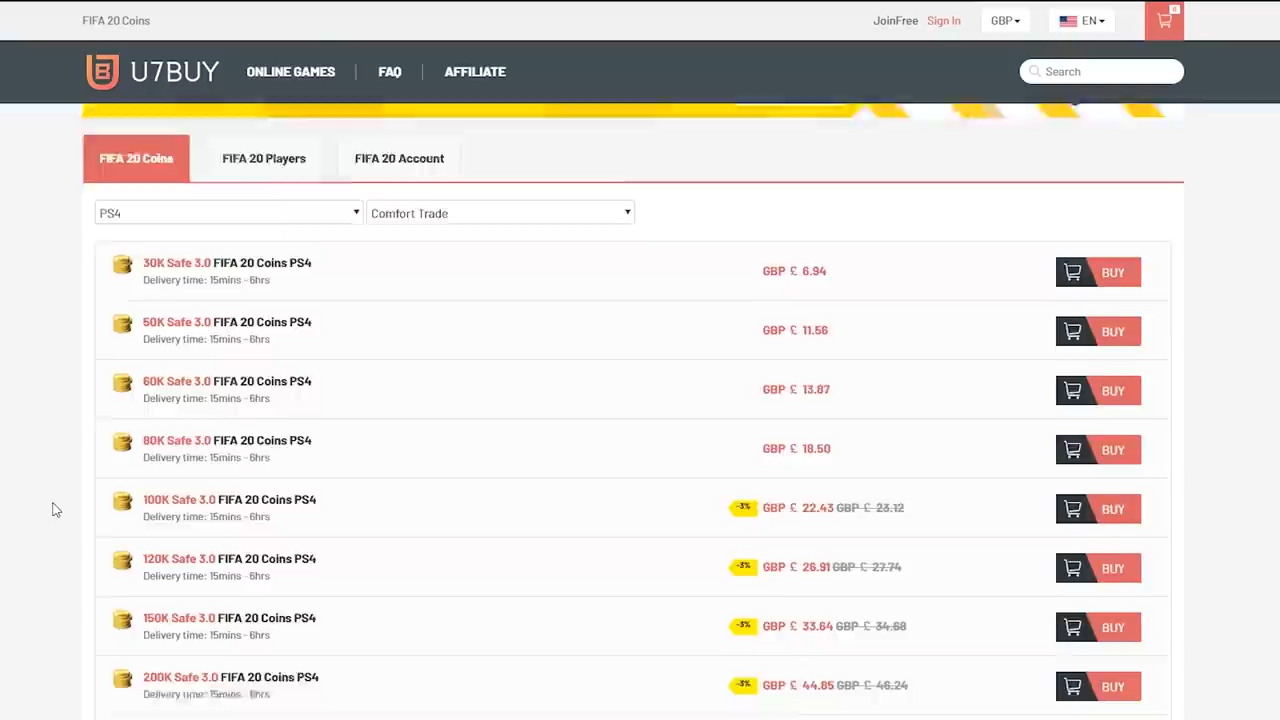 FIFA 20 Coins
JoinFree Sign In GBP EN 0
U7BUY ONLINE GAMES FAQ AFFILIATE Search
FIFA 20 Coins FIFA 20 Players FIFA 20 Account
PS4 Comfort Trade
30K Safe 3.0 FIFA 20 Coins PS4
Delivery time: 15mins - 6hrs
GBP £ 6.94 BUY
50K Safe 3.0 FIFA 20 Coins PS4
Delivery time: 15mins - 6hrs
GBP £ 11.56 BUY
60K Safe 3.0 FIFA 20 Coins PS4
Delivery time: 15mins - 6hrs
GBP £ 13.87 BUY
80K Safe 3.0 FIFA 20 Coins PS4
Delivery time: 15mins - 6hrs
GBP £ 18.50 BUY
100K Safe 3.0 FIFA 20 Coins PS4
Delivery time: 15mins - 6hrs
-3% GBP £ 22.43 GBP £ 23.12 BUY
120K Safe 3.0 FIFA 20 Coins PS4
Delivery time: 15mins - 6hrs
-3% GBP £ 26.91 GBP £ 27.74 BUY
150K Safe 3.0 FIFA 20 Coins PS4
Delivery time: 15mins - 6hrs
-3% GBP £ 33.64 GBP £ 34.68 BUY
200K Safe 3.0 FIFA 20 Coins PS4
Delivery time: 15mins - 6hrs
-3% GBP £ 44.85 GBP £ 46.24 BUY